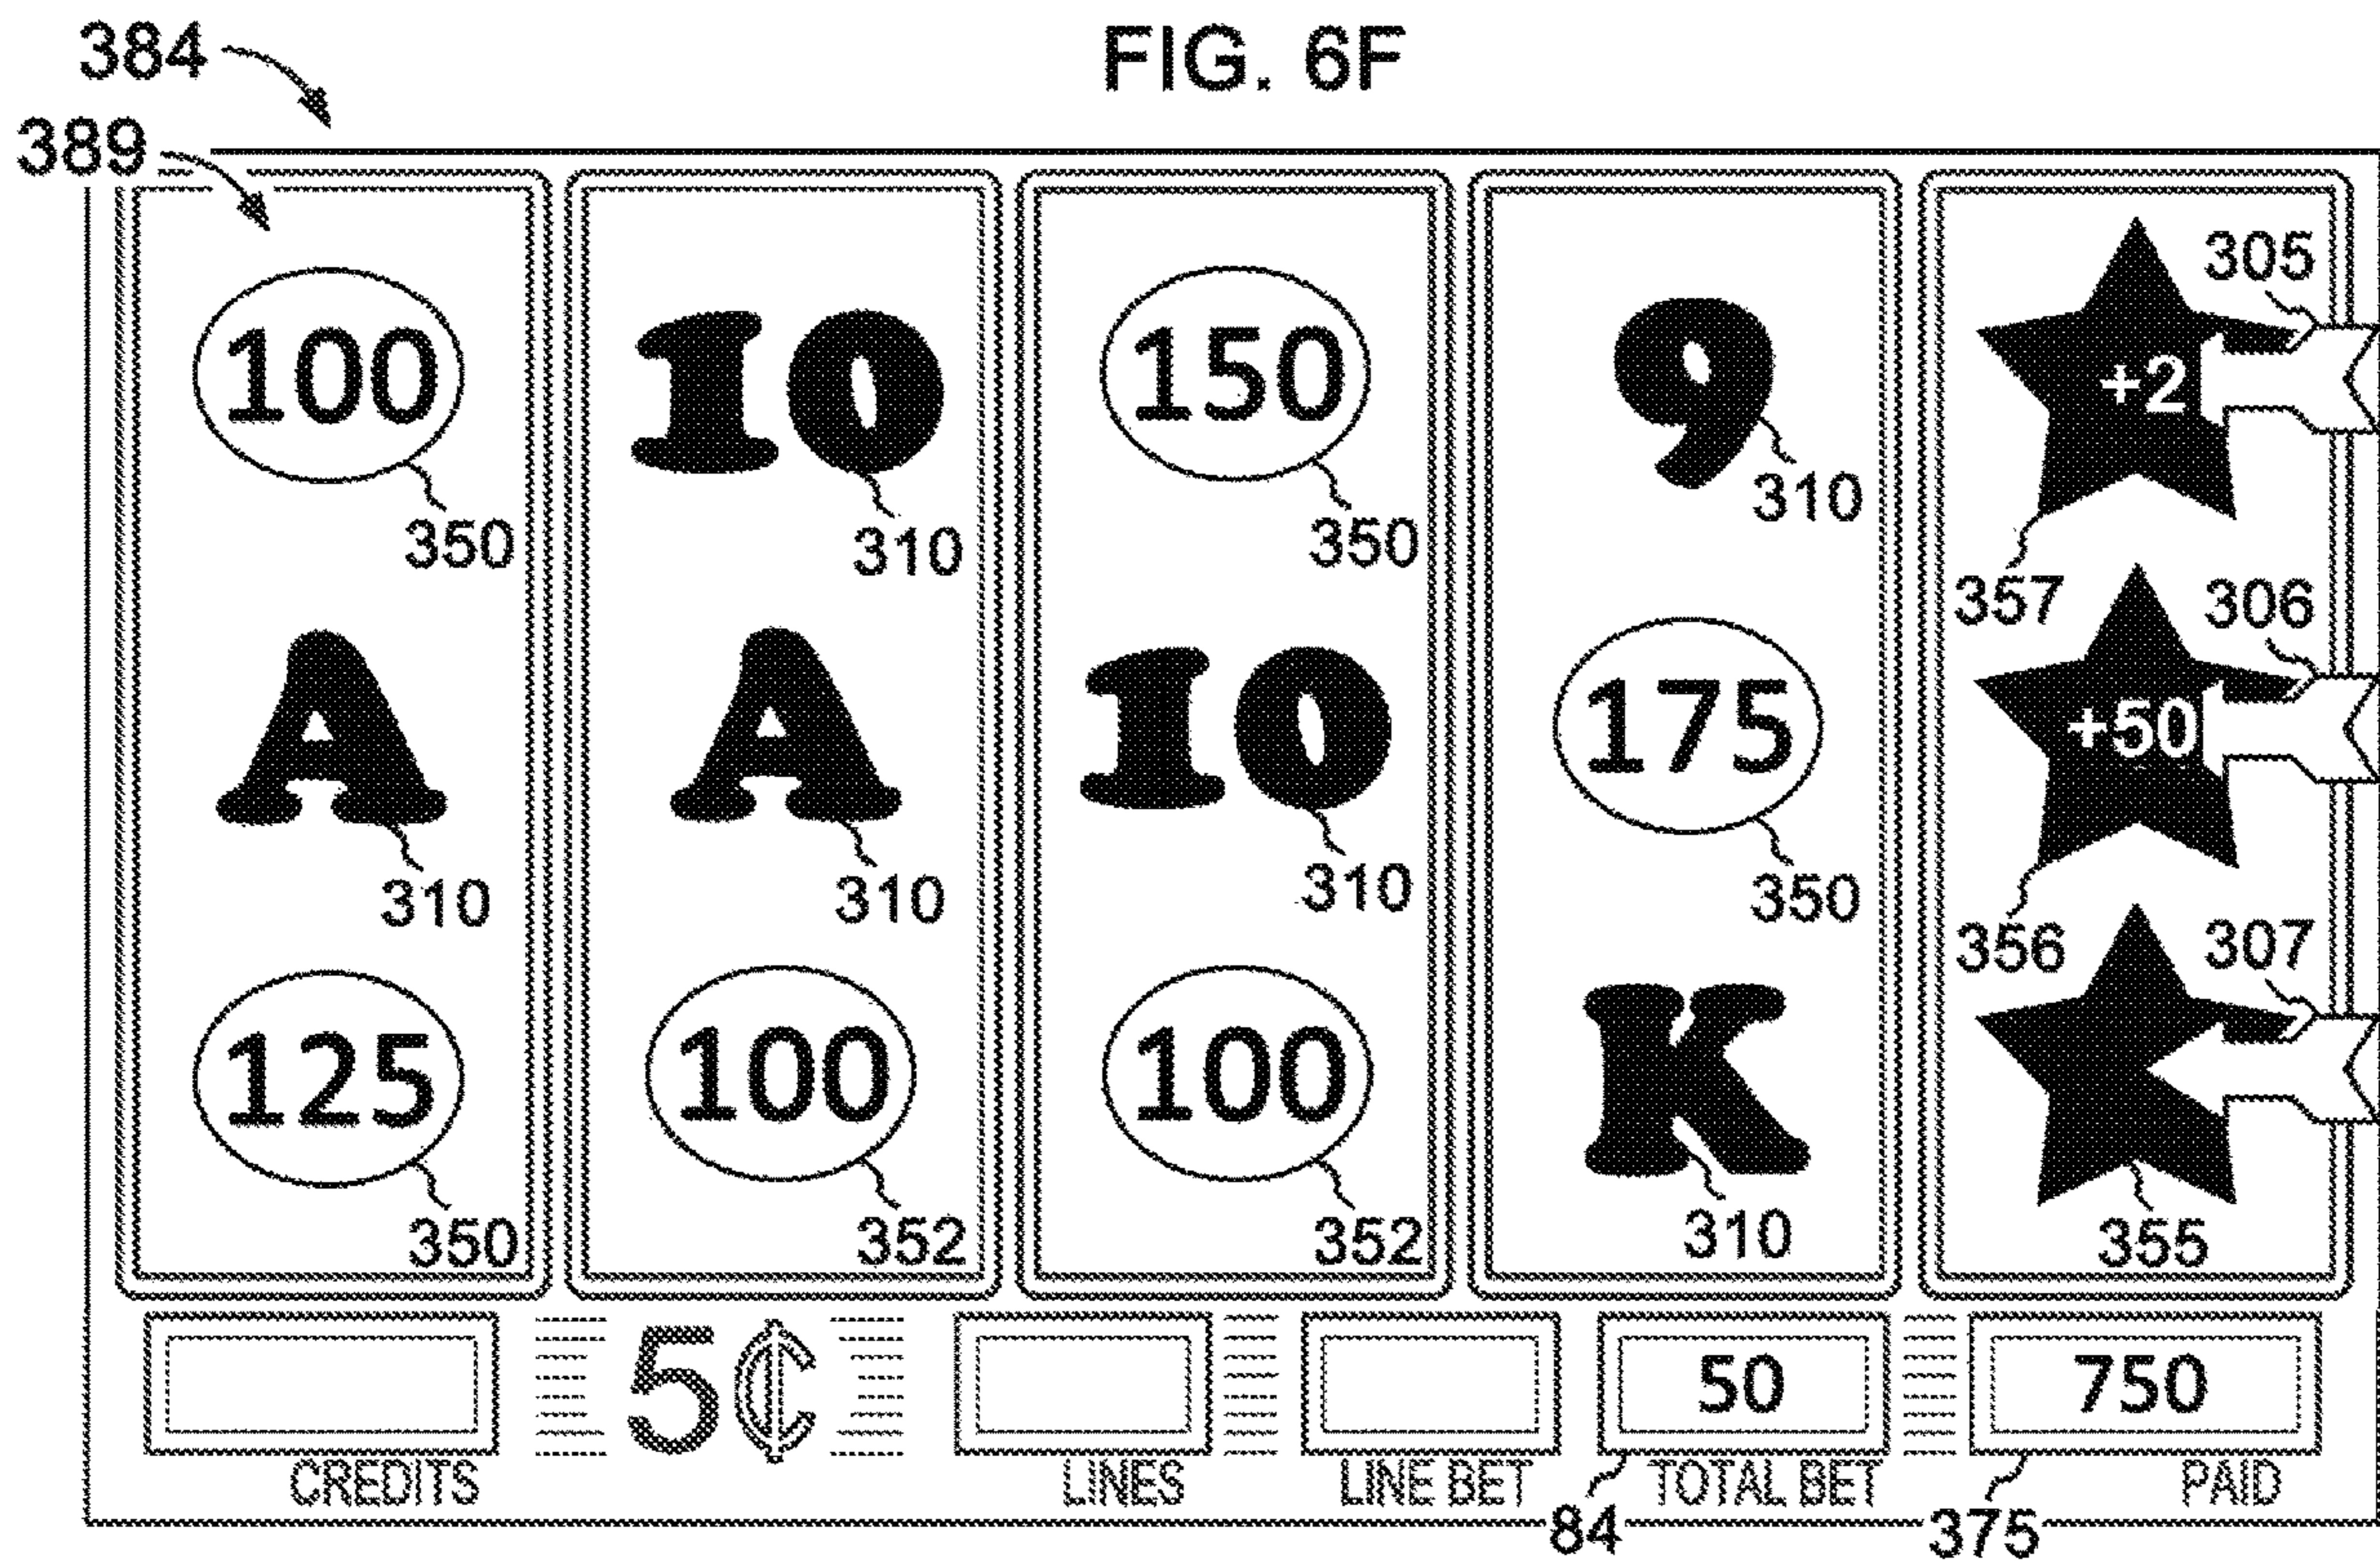 FIG. 6F
384
389
100 10 150 9 +2 305
350 310 350 310 357
A A 10 175 +50 306
310 310 310 350 356
125 100 100 K 307
350 352 352 310 355
5¢ 50 750
CREDITS LINES LINE BET TOTAL BET PAID
84 375